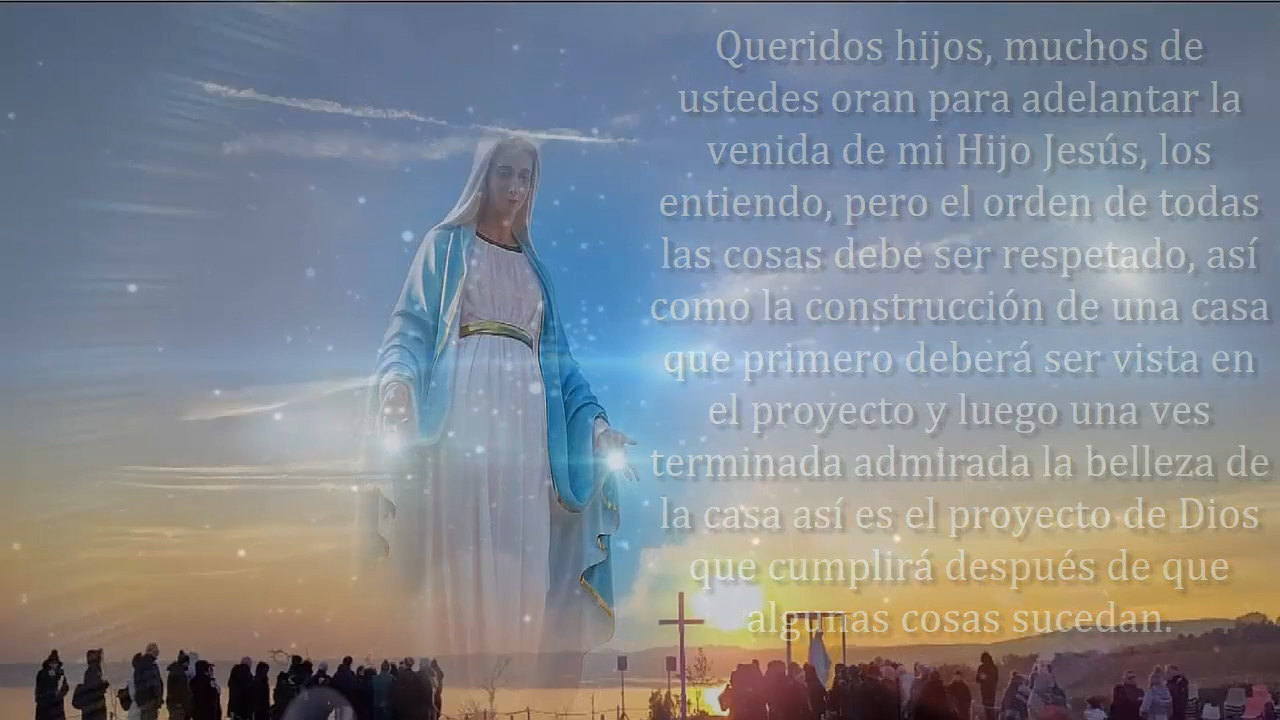 Queridos hijos, muchos de
ustedes oran para adelantar la
venida de mi Hijo Jesús, los
entiendo, pero el orden de todas
las cosas debe ser respetado, así
como la construcción de una casa
que primero deberá ser vista en
el proyecto y luego una ves
terminada admirada la belleza de
la casa así es el proyecto de Dios
que cumplirá después de que
algunas cosas sucedan.